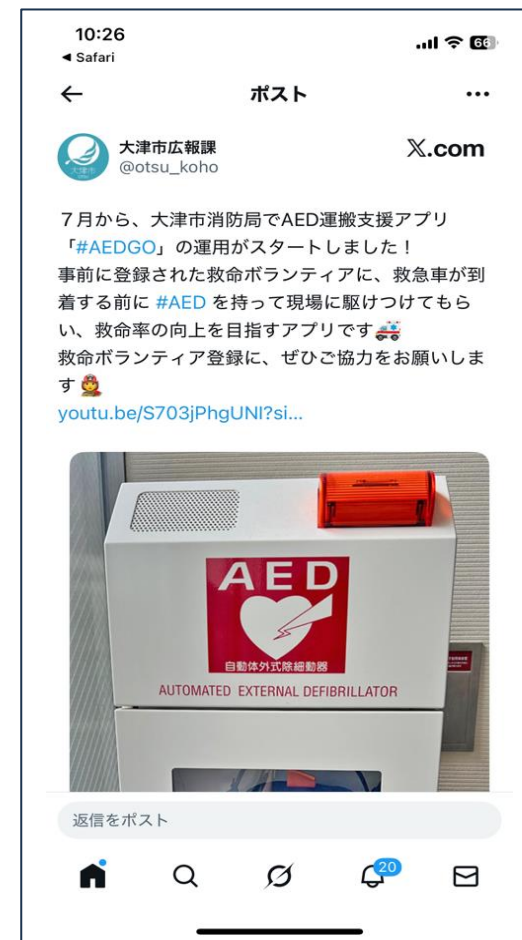 10:26
66
◀ Safari
ポスト
大津市広報課
@otsu_koho
大津市
X.com
７月から、大津市消防局でAED運搬支援アプリ
「#AEDGO」の運用がスタートしました！
事前に登録された救命ボランティアに、救急車が到
着する前に #AED を持って現場に駆けつけてもら
い、救命率の向上を目指すアプリです🚑
救命ボランティア登録に、ぜひご協力をお願いしま
す🧑‍🚒
youtu.be/S703jPhgUNI?si...
AED
自動体外式除細動器
AUTOMATED EXTERNAL DEFIBRILLATOR
返信をポスト
20